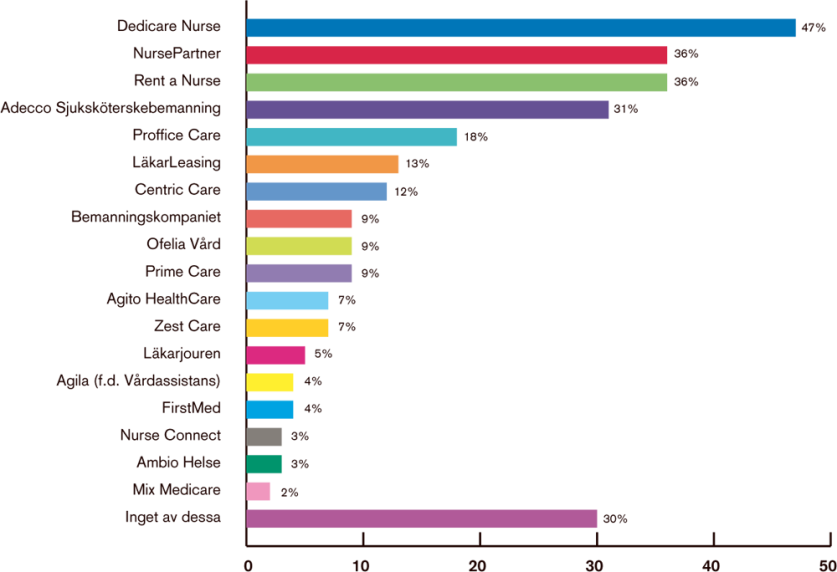 Dedicare Nurse 47%
NursePartner 36%
Rent a Nurse 36%
Adecco Sjuksköterskebemanning 31%
Proffice Care 18%
LäkarLeasing 13%
Centric Care 12%
Bemanningskompaniet 9%
Ofelia Vård 9%
Prime Care 9%
Agito HealthCare 7%
Zest Care 7%
Läkarjouren 5%
Agila (f.d. Vårdassistans) 4%
FirstMed 4%
Nurse Connect 3%
Ambio Helse 3%
Mix Medicare 2%
Inget av dessa 30%
0 10 20 30 40 50